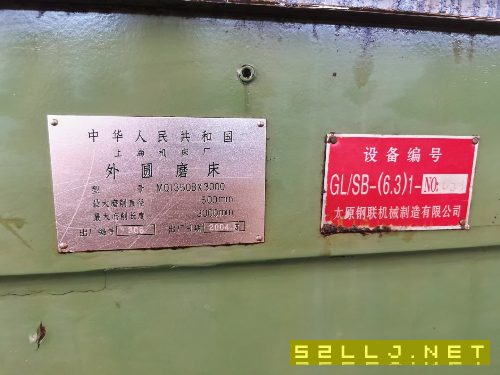 中华人民共和国
上海机床厂
外圆磨床
型 号 MQ1350B×3000
最大磨削直径 500mm
最大磨削长度 3000mm
出厂编号 出厂日期 2004.3
设备编号
GL/SB-(6.3)1-NO:
太原钢联机械制造有限公司
52LLJ.NET